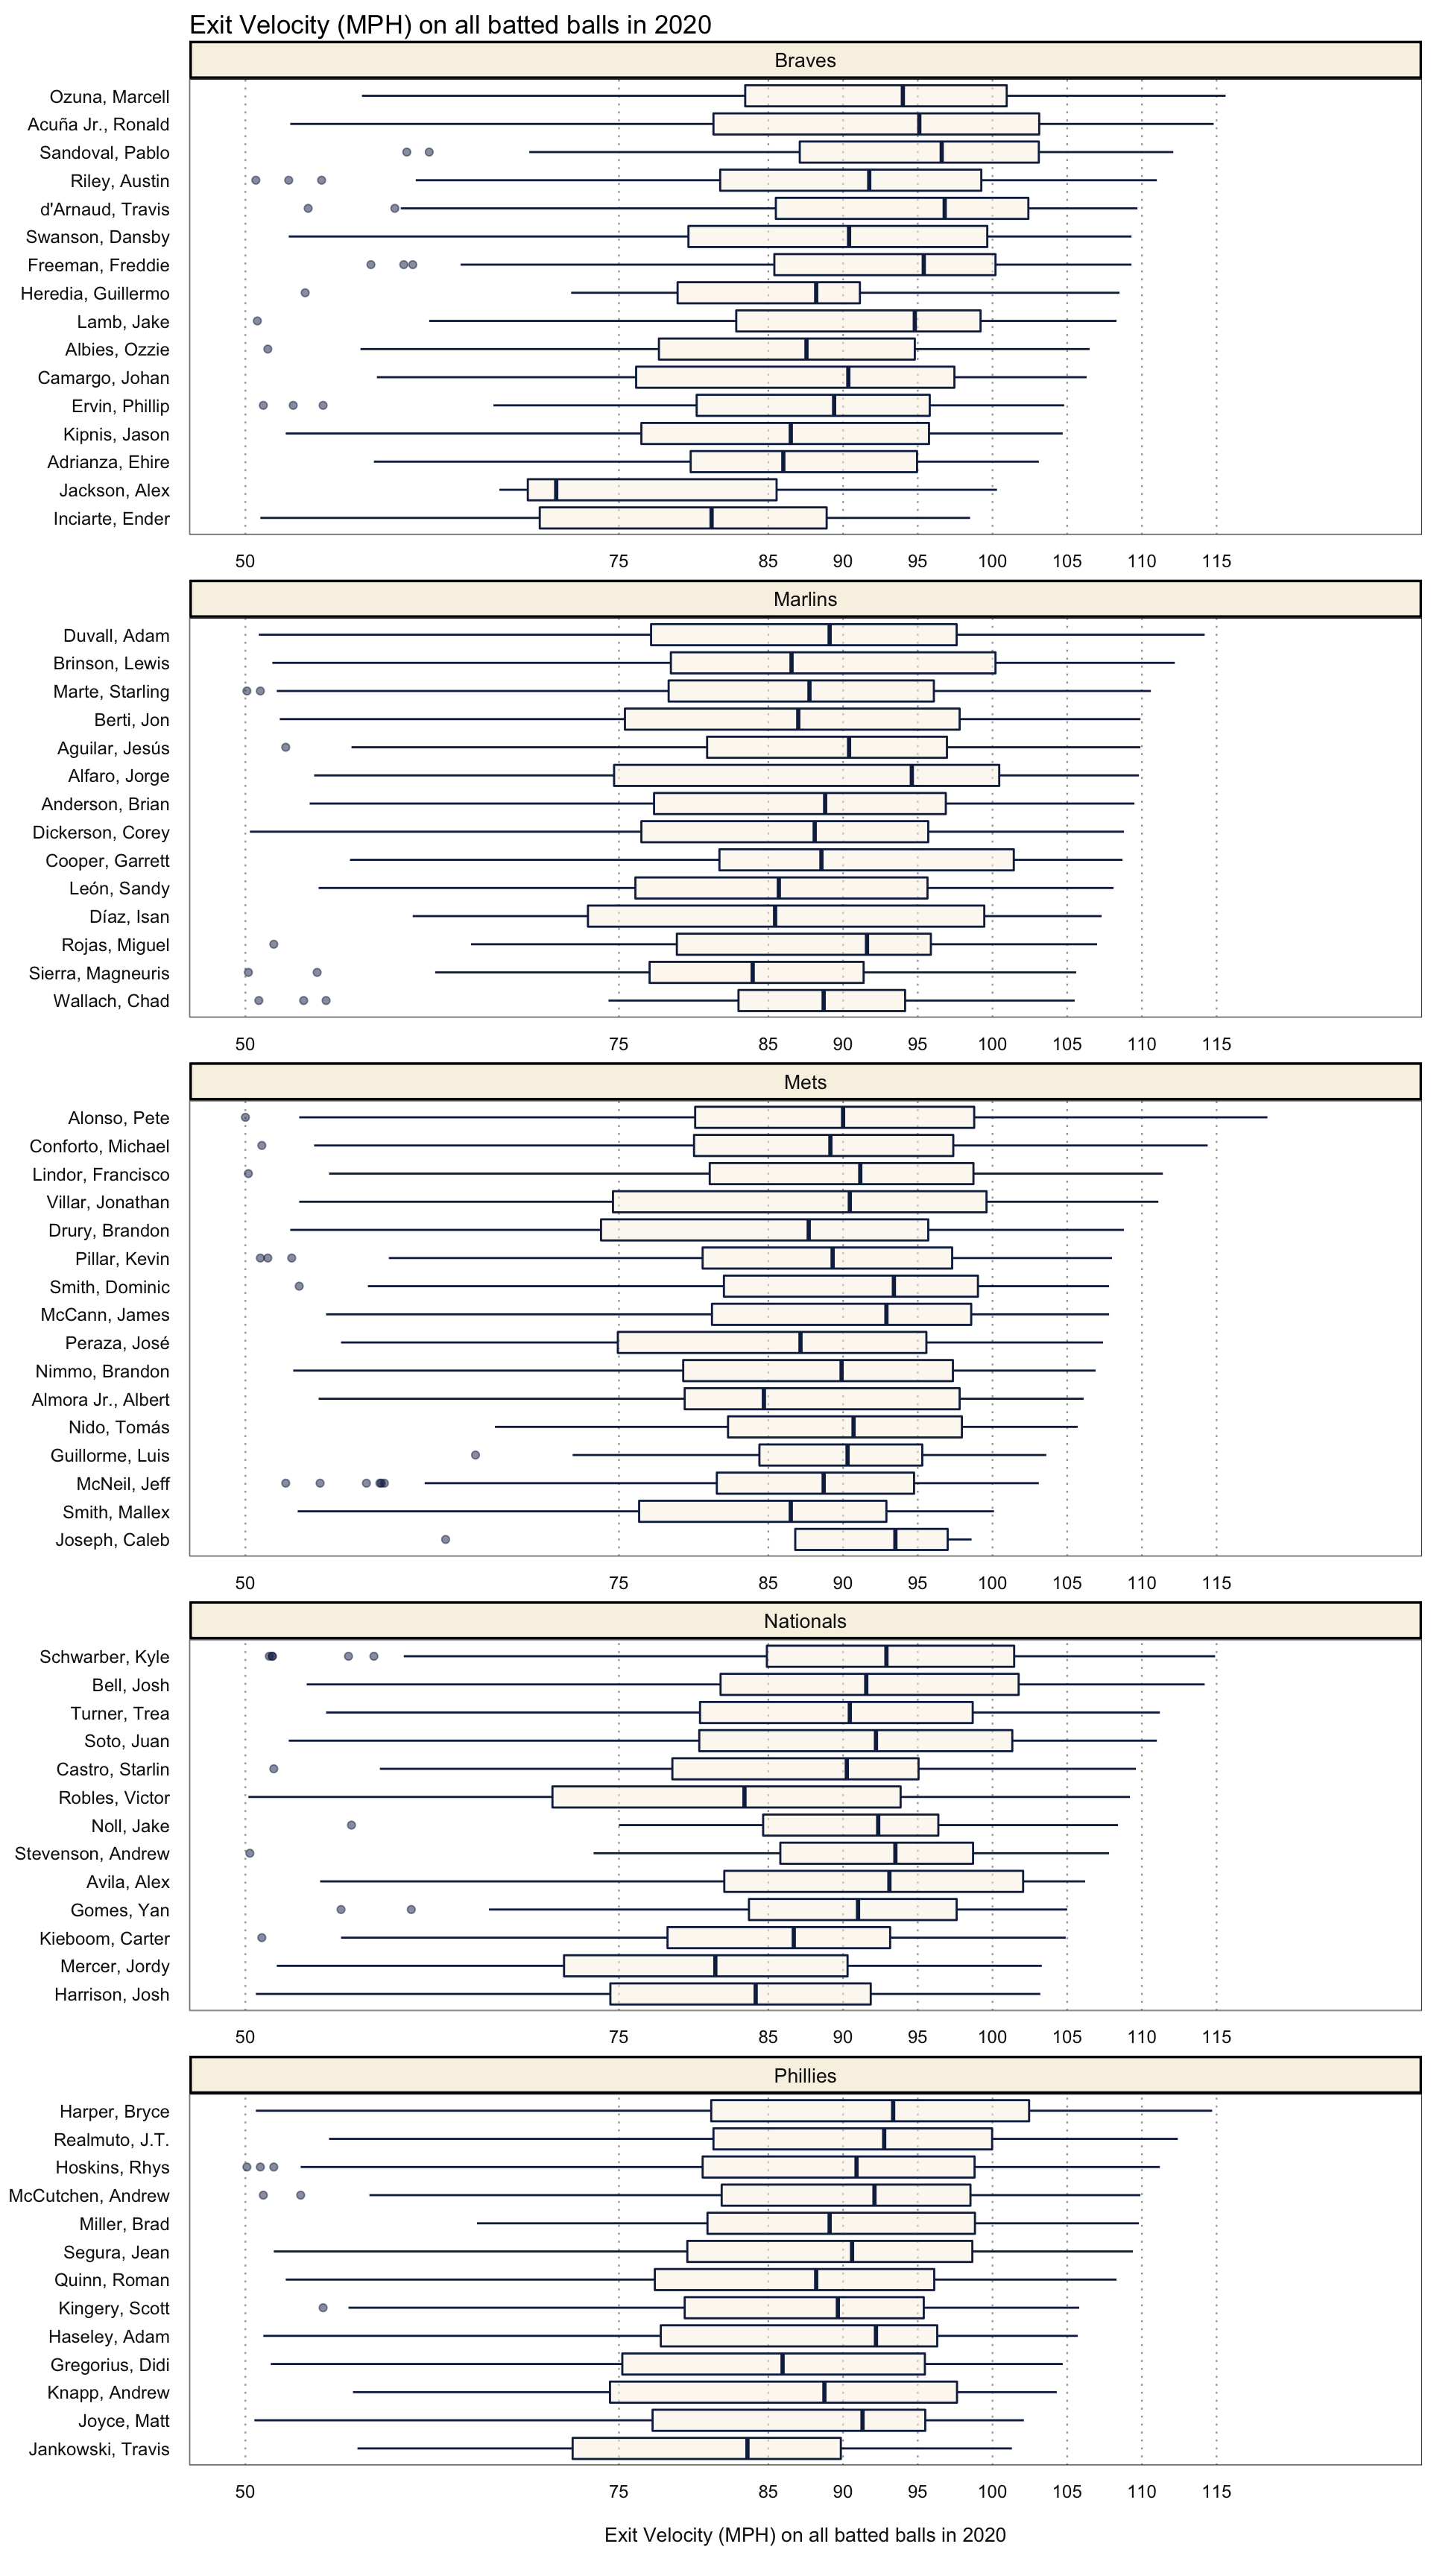 Exit Velocity (MPH) on all batted balls in 2020
Braves
Ozuna, Marcell
Acuña Jr., Ronald
Sandoval, Pablo
Riley, Austin
d'Arnaud, Travis
Swanson, Dansby
Freeman, Freddie
Heredia, Guillermo
Lamb, Jake
Albies, Ozzie
Camargo, Johan
Ervin, Phillip
Kipnis, Jason
Adrianza, Ehire
Jackson, Alex
Inciarte, Ender
50 75 85 90 95 100 105 110 115
Marlins
Duvall, Adam
Brinson, Lewis
Marte, Starling
Berti, Jon
Aguilar, Jesús
Alfaro, Jorge
Anderson, Brian
Dickerson, Corey
Cooper, Garrett
León, Sandy
Díaz, Isan
Rojas, Miguel
Sierra, Magneuris
Wallach, Chad
50 75 85 90 95 100 105 110 115
Mets
Alonso, Pete
Conforto, Michael
Lindor, Francisco
Villar, Jonathan
Drury, Brandon
Pillar, Kevin
Smith, Dominic
McCann, James
Peraza, José
Nimmo, Brandon
Almora Jr., Albert
Nido, Tomás
Guillorme, Luis
McNeil, Jeff
Smith, Mallex
Joseph, Caleb
50 75 85 90 95 100 105 110 115
Nationals
Schwarber, Kyle
Bell, Josh
Turner, Trea
Soto, Juan
Castro, Starlin
Robles, Victor
Noll, Jake
Stevenson, Andrew
Avila, Alex
Gomes, Yan
Kieboom, Carter
Mercer, Jordy
Harrison, Josh
50 75 85 90 95 100 105 110 115
Phillies
Harper, Bryce
Realmuto, J.T.
Hoskins, Rhys
McCutchen, Andrew
Miller, Brad
Segura, Jean
Quinn, Roman
Kingery, Scott
Haseley, Adam
Gregorius, Didi
Knapp, Andrew
Joyce, Matt
Jankowski, Travis
50 75 85 90 95 100 105 110 115
Exit Velocity (MPH) on all batted balls in 2020